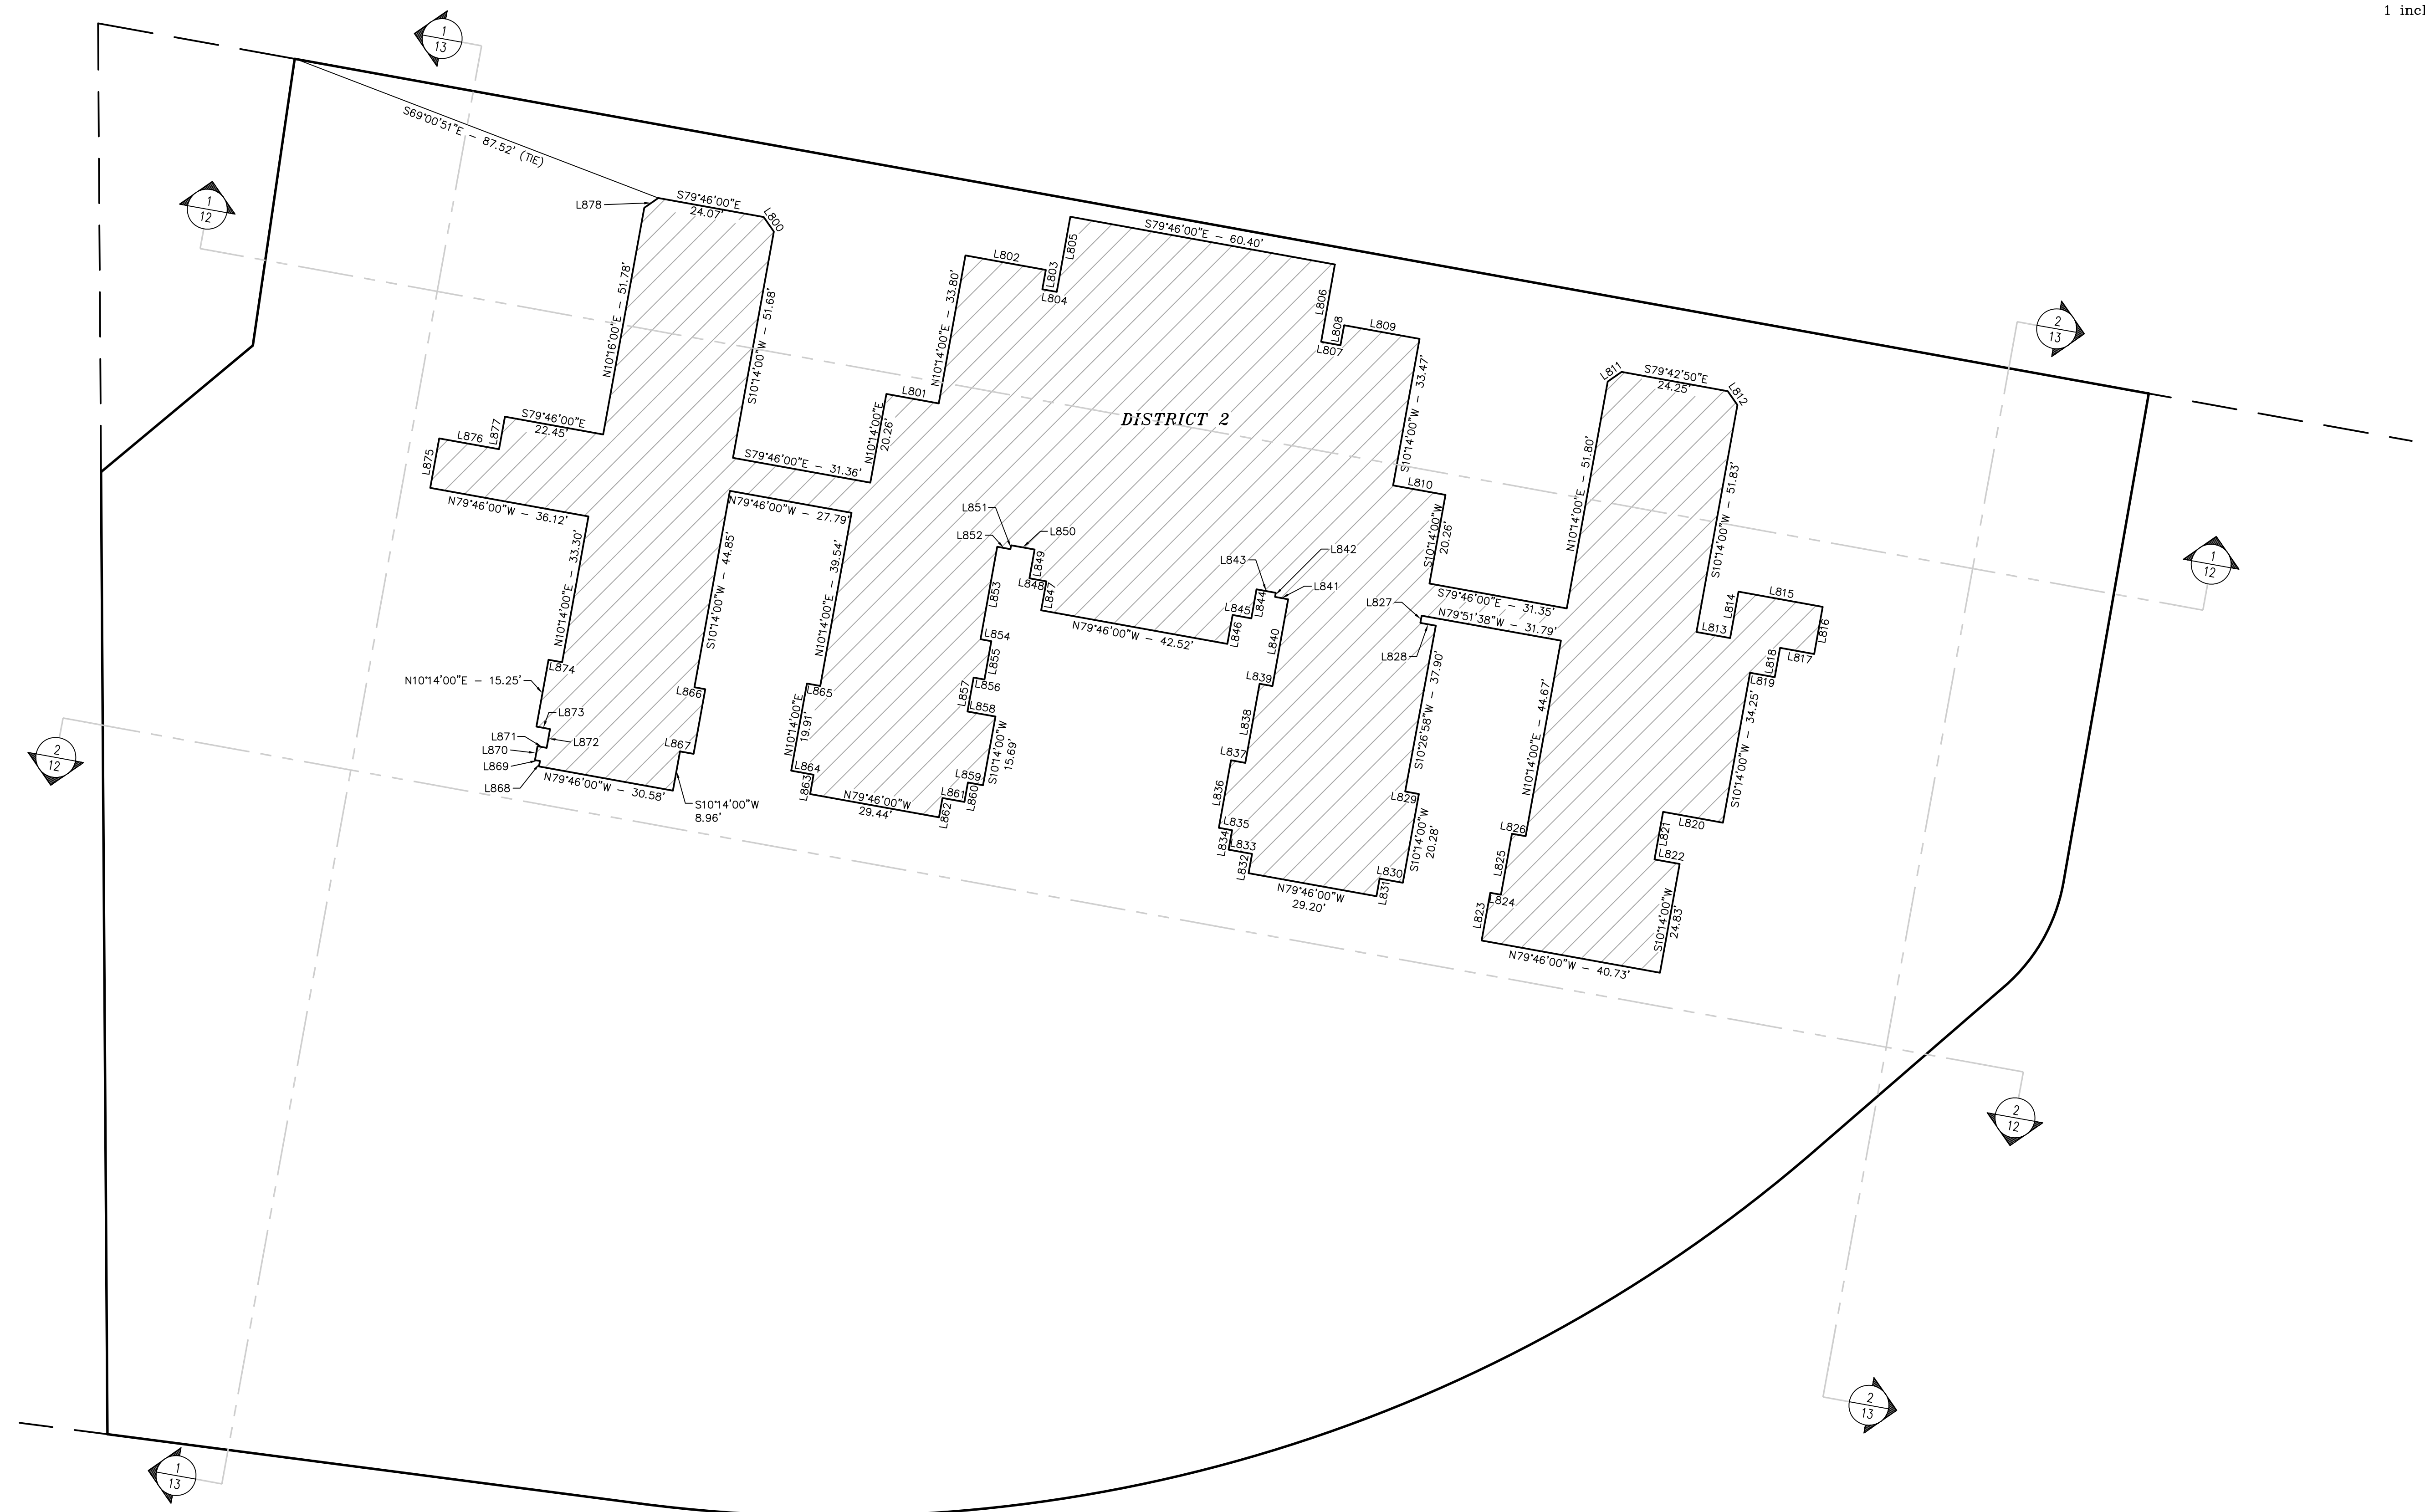 1 incl
1
13
S69°00'51"E – 87.52' (TIE)
1
12
L878
S79°46'00"E
24.07'
L800
N10°16'00"E – 51.78'
S10°14'00"W – 51.68'
L802
L803
L804
L805
S79°46'00"E – 60.40'
L806
L807
L808
L809
2
13
N10°14'00"E – 33.80'
L801
N10°14'00"E
20.26'
S79°46'00"E – 31.36'
DISTRICT 2
S10°14'00"W – 33.47'
L810
S10°14'00"W
20.26'
L811
S79°42'50"E
24.25'
L812
N10°14'00"E – 51.80'
S10°14'00"W – 51.83'
L876
L877
S79°46'00"E
22.45'
L875
N79°46'00"W – 36.12'
N79°46'00"W – 27.79'
L851
L852
L850
L849
L848
L847
L853
L843
L842
L841
L844
L845
L846
N79°46'00"W – 42.52'
S79°46'00"E – 31.35'
N79°51'38"W – 31.79'
L827
L828
1
12
L813
L814
L815
L816
L817
L818
L819
N10°14'00"E – 33.30'
S10°14'00"W – 44.85'
N10°14'00"E – 39.54'
L854
L855
L856
L857
L858
L840
L839
L838
L837
S10°26'58"W – 37.90'
N10°14'00"E – 44.67'
S10°14'00"W – 34.25'
L874
N10°14'00"E – 15.25'
L873
L871
L872
L870
L869
L868
N79°46'00"W – 30.58'
L866
L867
S10°14'00"W
8.96'
L865
N10°14'00"E
19.91'
L864
L863
N79°46'00"W
29.44'
S10°14'00"W
15.69'
L859
L860
L861
L862
L836
L835
L834
L833
L832
N79°46'00"W
29.20'
L831
L830
L829
S10°14'00"W
20.28'
L826
L825
L824
L823
N79°46'00"W – 40.73'
L820
L821
L822
S10°14'00"W
24.83'
2
12
2
12
2
13
1
13